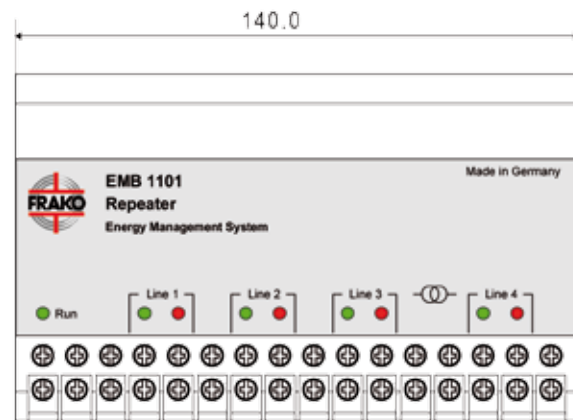 140.0
Made in Germany
FRAKO
EMB 1101
Repeater
Energy Management System
Run
Line 1
Line 2
Line 3
Line 4